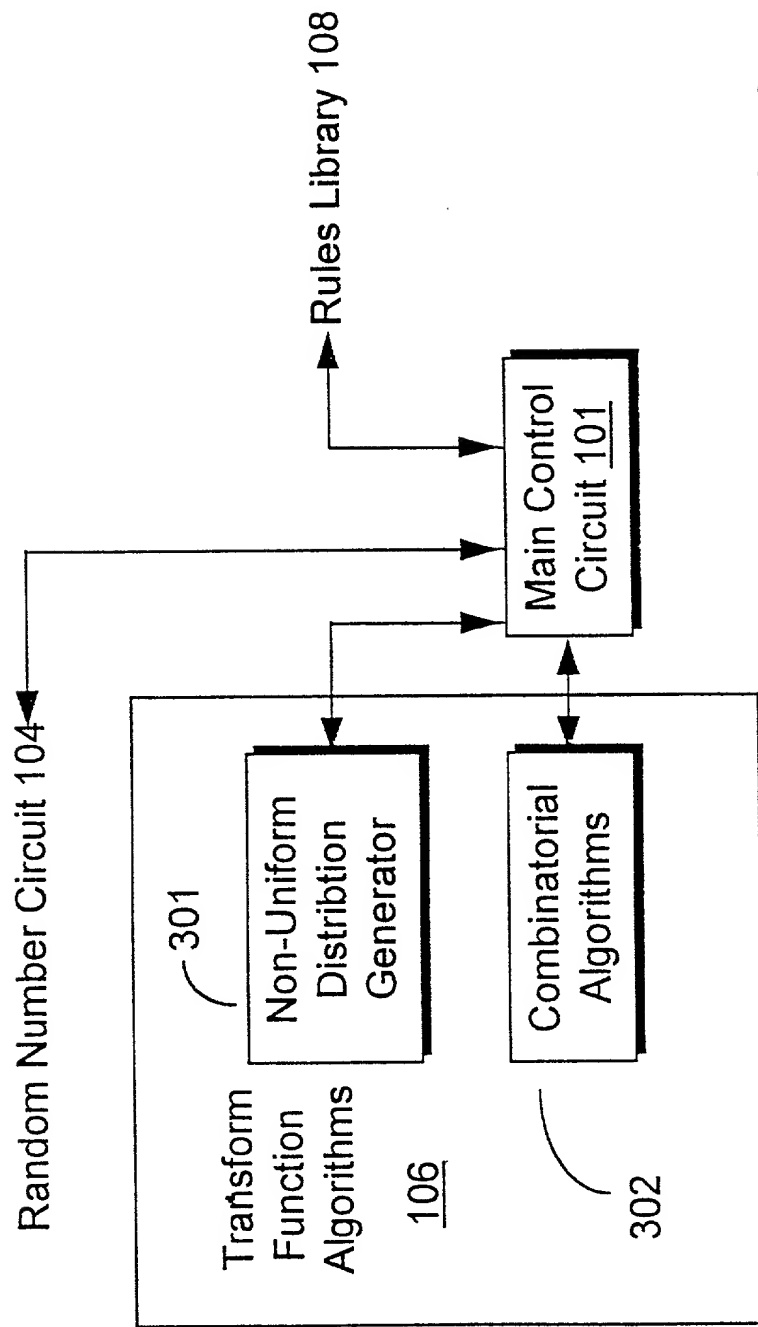 Random Number Circuit 104
Rules Library 108
301
Transform
Function
Algorithms
106
Non-Uniform
Distribtion
Generator
Main Control
Circuit 101
Combinatorial
Algorithms
302